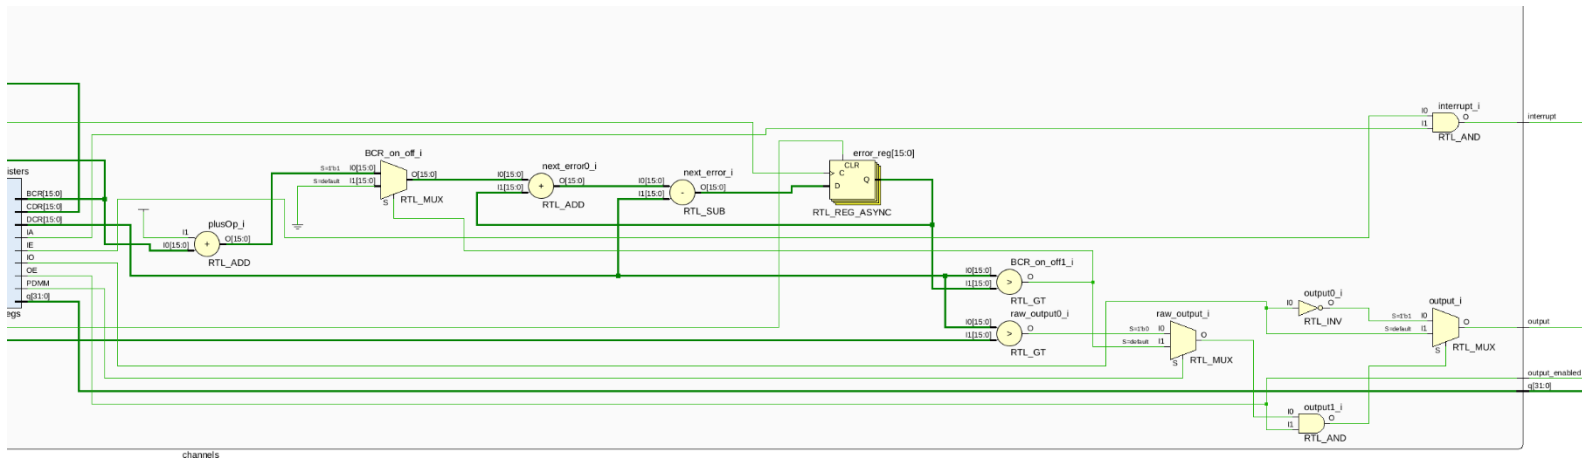 isters
BCR[15:0]
CDR[15:0]
DCR[15:0]
IA
IE
IO
OE
PDMM
q[31:0]
egs
plusOp_i
I1
I0[15:0]
+
O[15:0]
RTL_ADD
BCR_on_off_i
S=1'b1
I0[15:0]
S=default
I1[15:0]
O[15:0]
S
RTL_MUX
next_error0_i
I0[15:0]
I1[15:0]
+
O[15:0]
RTL_ADD
next_error_i
I0[15:0]
I1[15:0]
-
O[15:0]
RTL_SUB
error_reg[15:0]
CLR
C
D
Q
RTL_REG_ASYNC
BCR_on_off1_i
I0[15:0]
I1[15:0]
>
O
RTL_GT
raw_output0_i
I0[15:0]
I1[15:0]
>
O
RTL_GT
raw_output_i
S=1'b0
I0
S=default
I1
O
S
RTL_MUX
output0_i
I0
O
RTL_INV
output1_i
I0
I1
O
RTL_AND
output_i
S=1'b1
I0
S=default
I1
O
S
RTL_MUX
interrupt_i
I0
I1
O
RTL_AND
interrupt
output
output_enabled
q[31:0]
channels